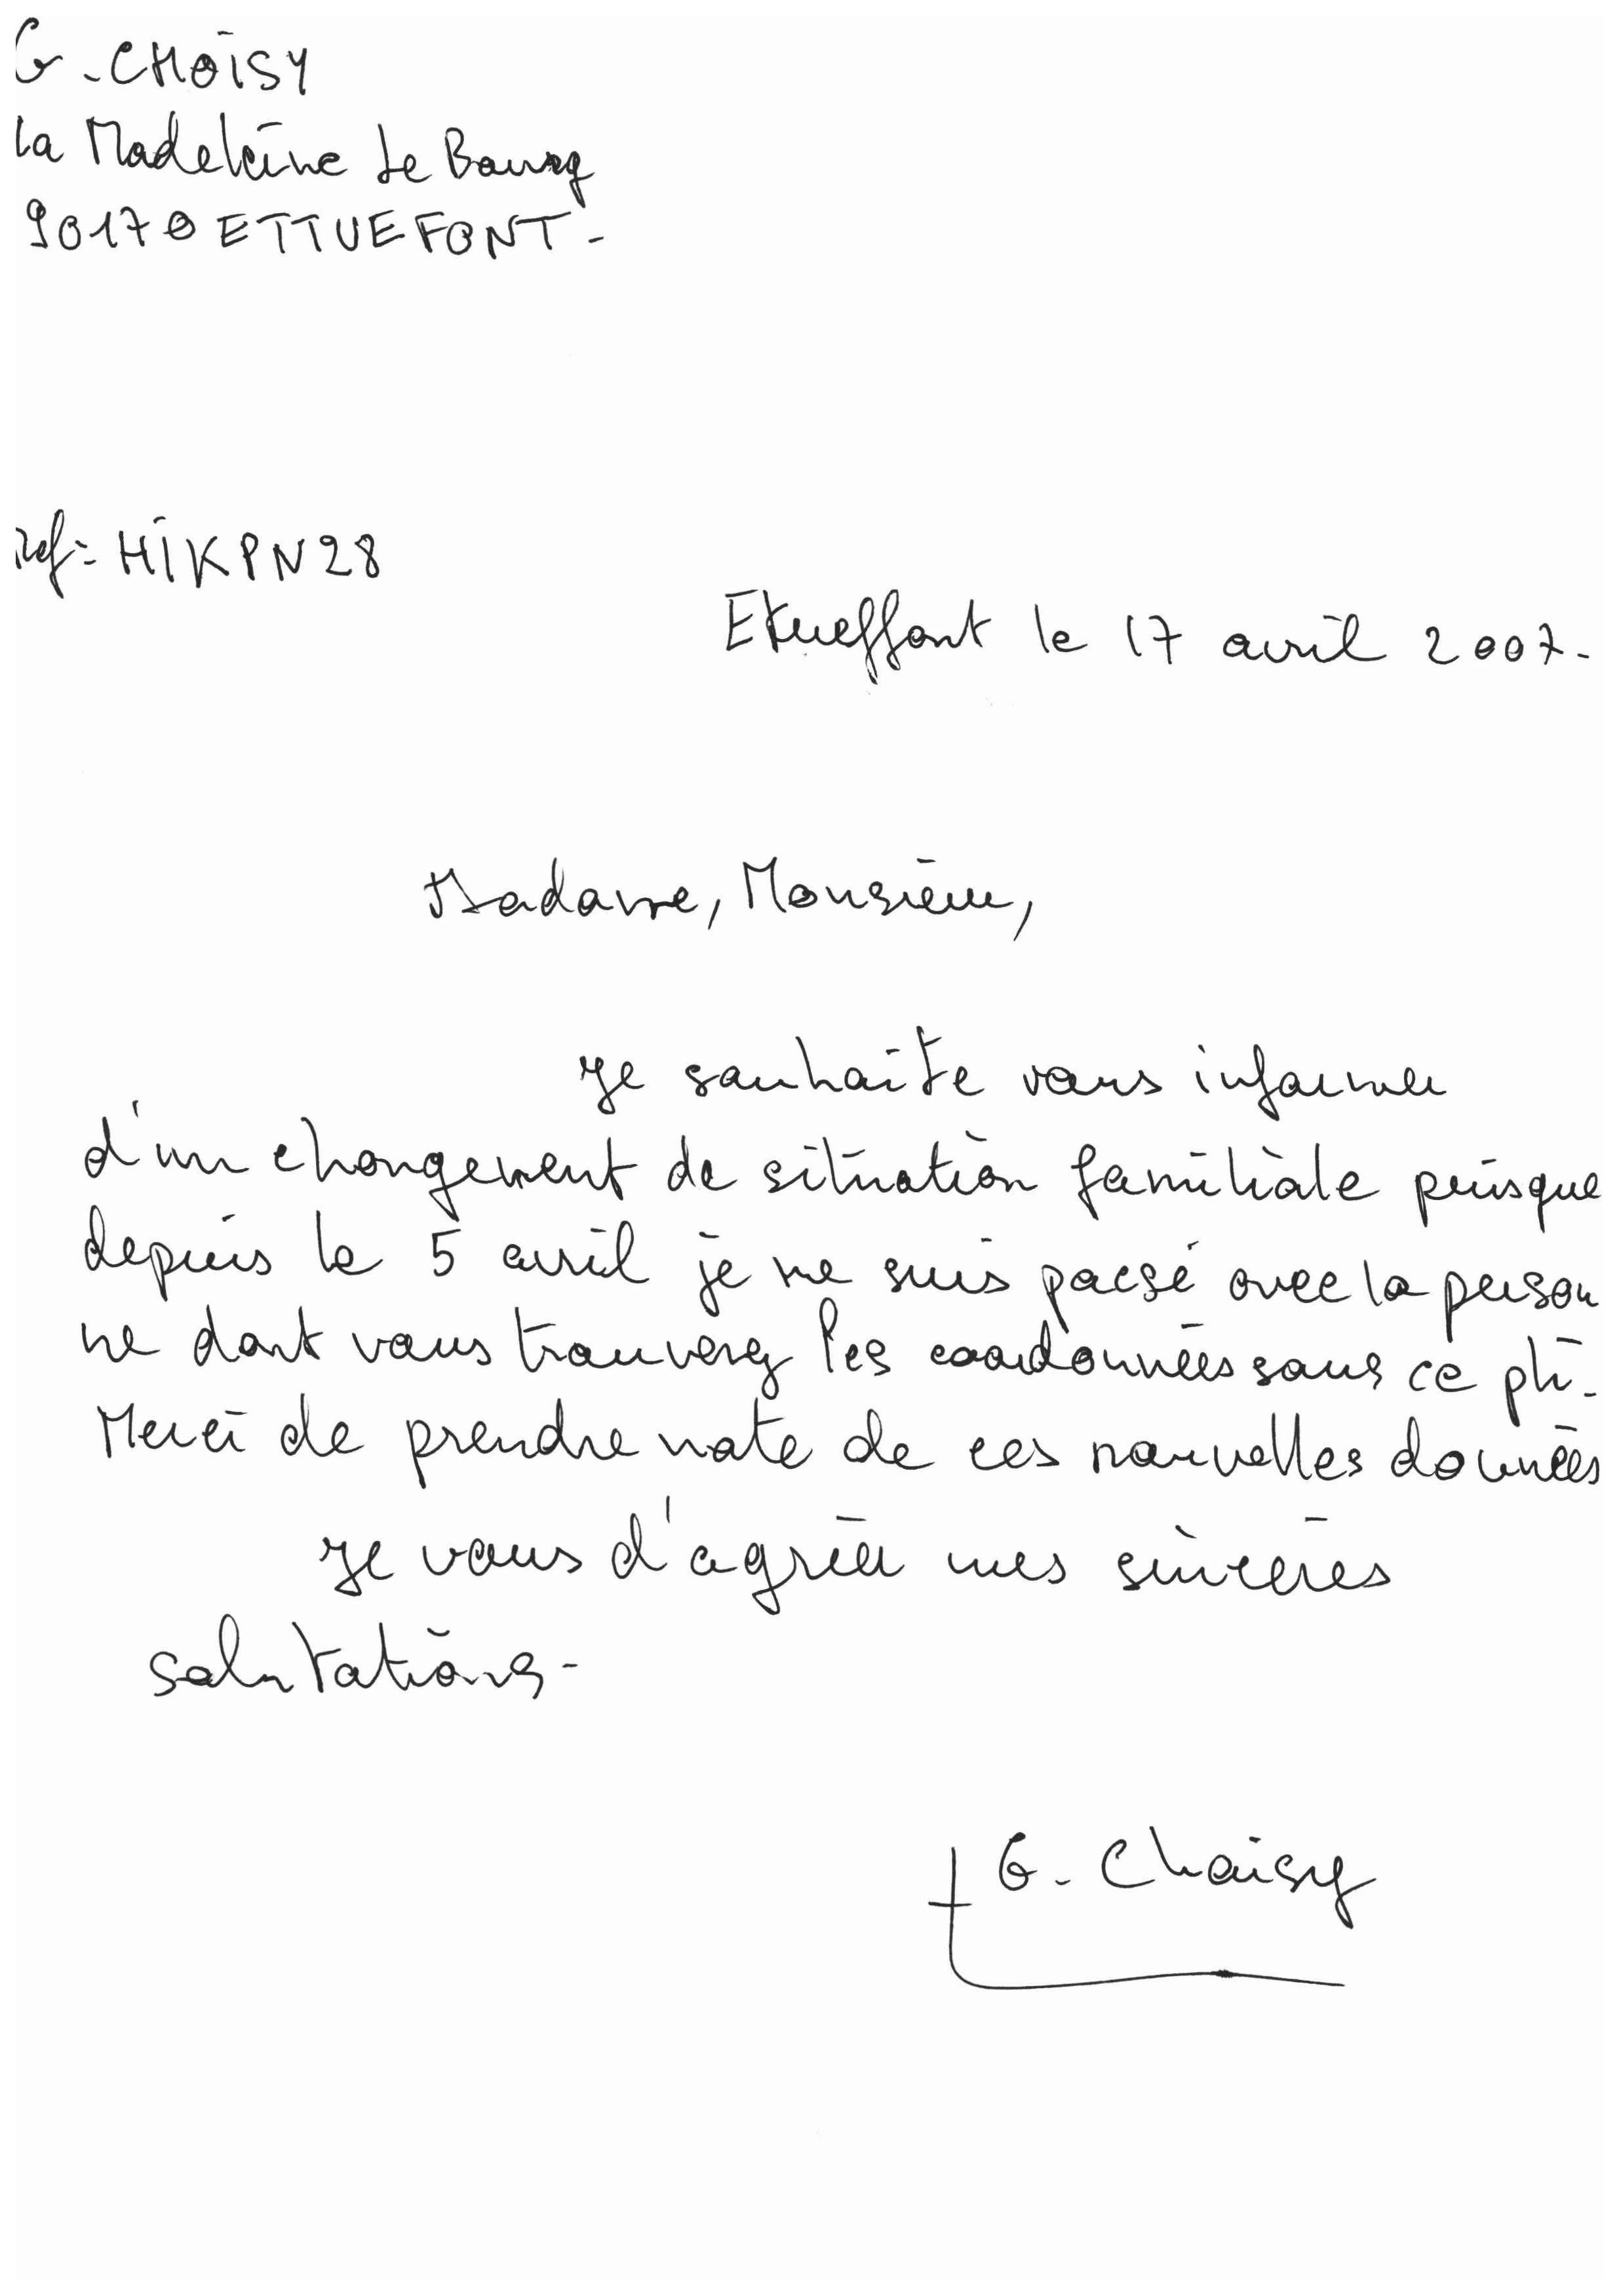 G. CHOISY
La Madeleine Le Bourg
90170 ETTUEFONT.
ref: HIKPN28
Etueffont le 17 avril 2007.
Madame, Monsieur,
Je souhaite vous informer
d'un changement de situation familiale puisque
depuis le 5 avril je me suis pacsé avec la person
ne dont vous trouverez les coordonnées sous ce pli.
Merci de prendre note de ces nouvelles données
Je vous d'agréer mes sincères
salutations.
G. Choisy